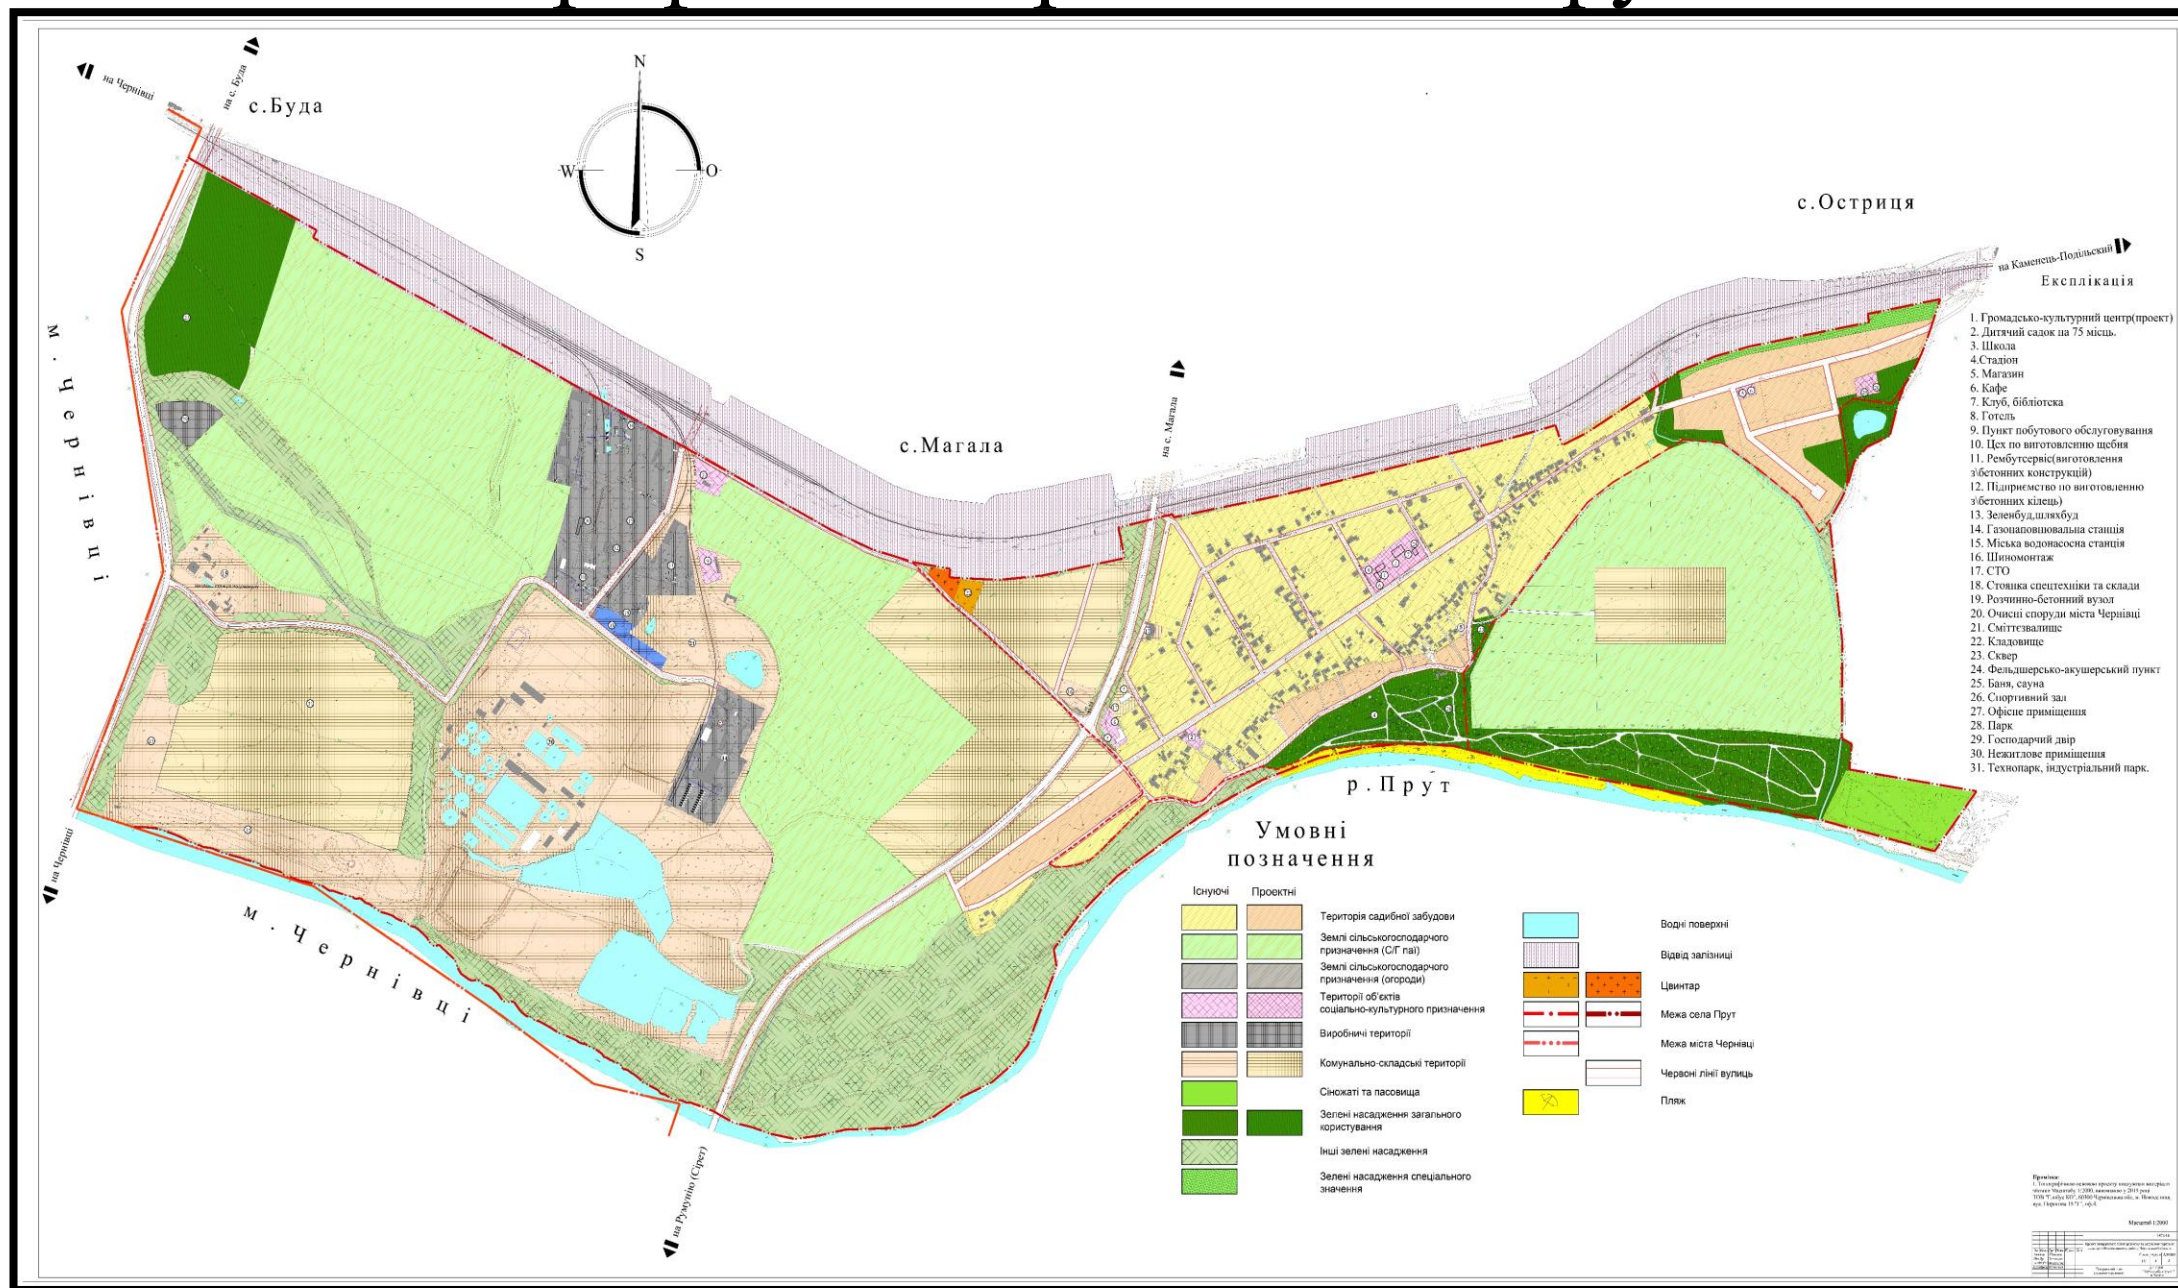 на Чернівці
на с. Буда
с.Буда
N
W
O
S
с.Остриця
на Каменець-Подільский
Експлікація
1. Громадсько-культурний центр(проект)
2. Дитячий садок на 75 місць.
3. Школа
4.Стадіон
5. Магазин
6. Кафе
7. Клуб, бібліотека
8. Готель
9. Пункт побутового обслуговування
10. Цех по виготовленню щебня
11. Рембутсервіс(виготовлення
з\бетонних конструкцій)
12. Підприємство по виготовленню
з\бетонних кілець)
13. Зеленбуд,шляхбуд
14. Газонаповнювальна станція
15. Міська водонасосна станція
16. Шиномонтаж
17. СТО
18. Стоянка спецтехніки та склади
19. Розчинно-бетонний вузол
20. Очисні споруди міста Чернівці
21. Сміттєзвалище
22. Кладовище
23. Сквер
24. Фельдшерсько-акушерський пункт
25. Баня, сауна
26. Спортивний зал
27. Офісне приміщення
28. Парк
29. Господарчий двір
30. Нежитлове приміщення
31. Технопарк, індустріальний парк.
м. Чернівці
с.Магала
на с. Магала
р.Прут
на Чернівці
м. Чернівці
на Румунію (Сірет)
Умовні
позначення
Існуючі Проектні
Територія садибної забудови
Землі сільськогосподарчого
призначення (С/Г паї)
Землі сільськогосподарчого
призначення (огороди)
Території об'єктів
соціально-культурного призначення
Виробничі території
Комунально-складські території
Сіножаті та пасовища
Зелені насадження загального
користування
Інші зелені насадження
Зелені насадження спеціального
значення
Водні поверхні
Відвід залізниці
Цвинтар
Межа села Прут
Межа міста Чернівці
Червоні лінії вулиць
Пляж
Масштаб 1:2000